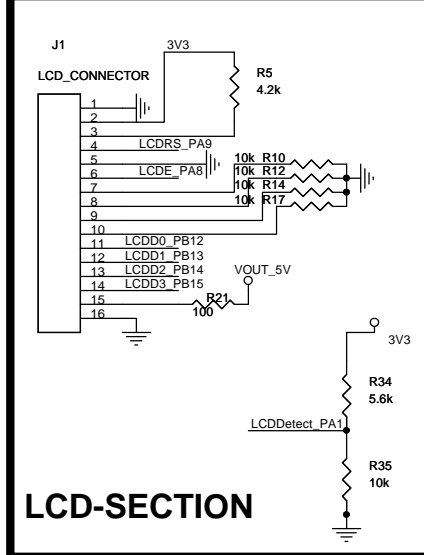 J1
3V3
LCD_CONNECTOR
R5
4.2k
1
2
3
4
LCDRS_PA9
5
6
LCDE_PA8
7
8
9
10
10k R10
10k R12
10k R14
10k R17
11
LCDD0_PB12
12
LCDD1_PB13
13
LCDD2_PB14
14
LCDD3_PB15
15
16
VOUT_5V
R21
100
3V3
R34
5.6k
LCDDetect_PA1
R35
10k
LCD-SECTION